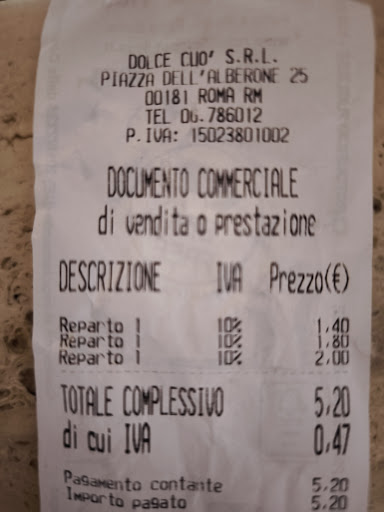 DOLCE CUO' S.R.L.
PIAZZA DELL'ALBERONE 25
00181 ROMA RM
TEL 06.786012
P.IVA: 15023801002
DOCUMENTO COMMERCIALE
di vendita o prestazione
DESCRIZIONE IVA Prezzo(€)
Reparto 1 10% 1,40
Reparto 1 10% 1,80
Reparto 1 10% 2,00
TOTALE COMPLESSIVO 5,20
di cui IVA 0,47
Pagamento contante 5,20
Importo pagato 5,20